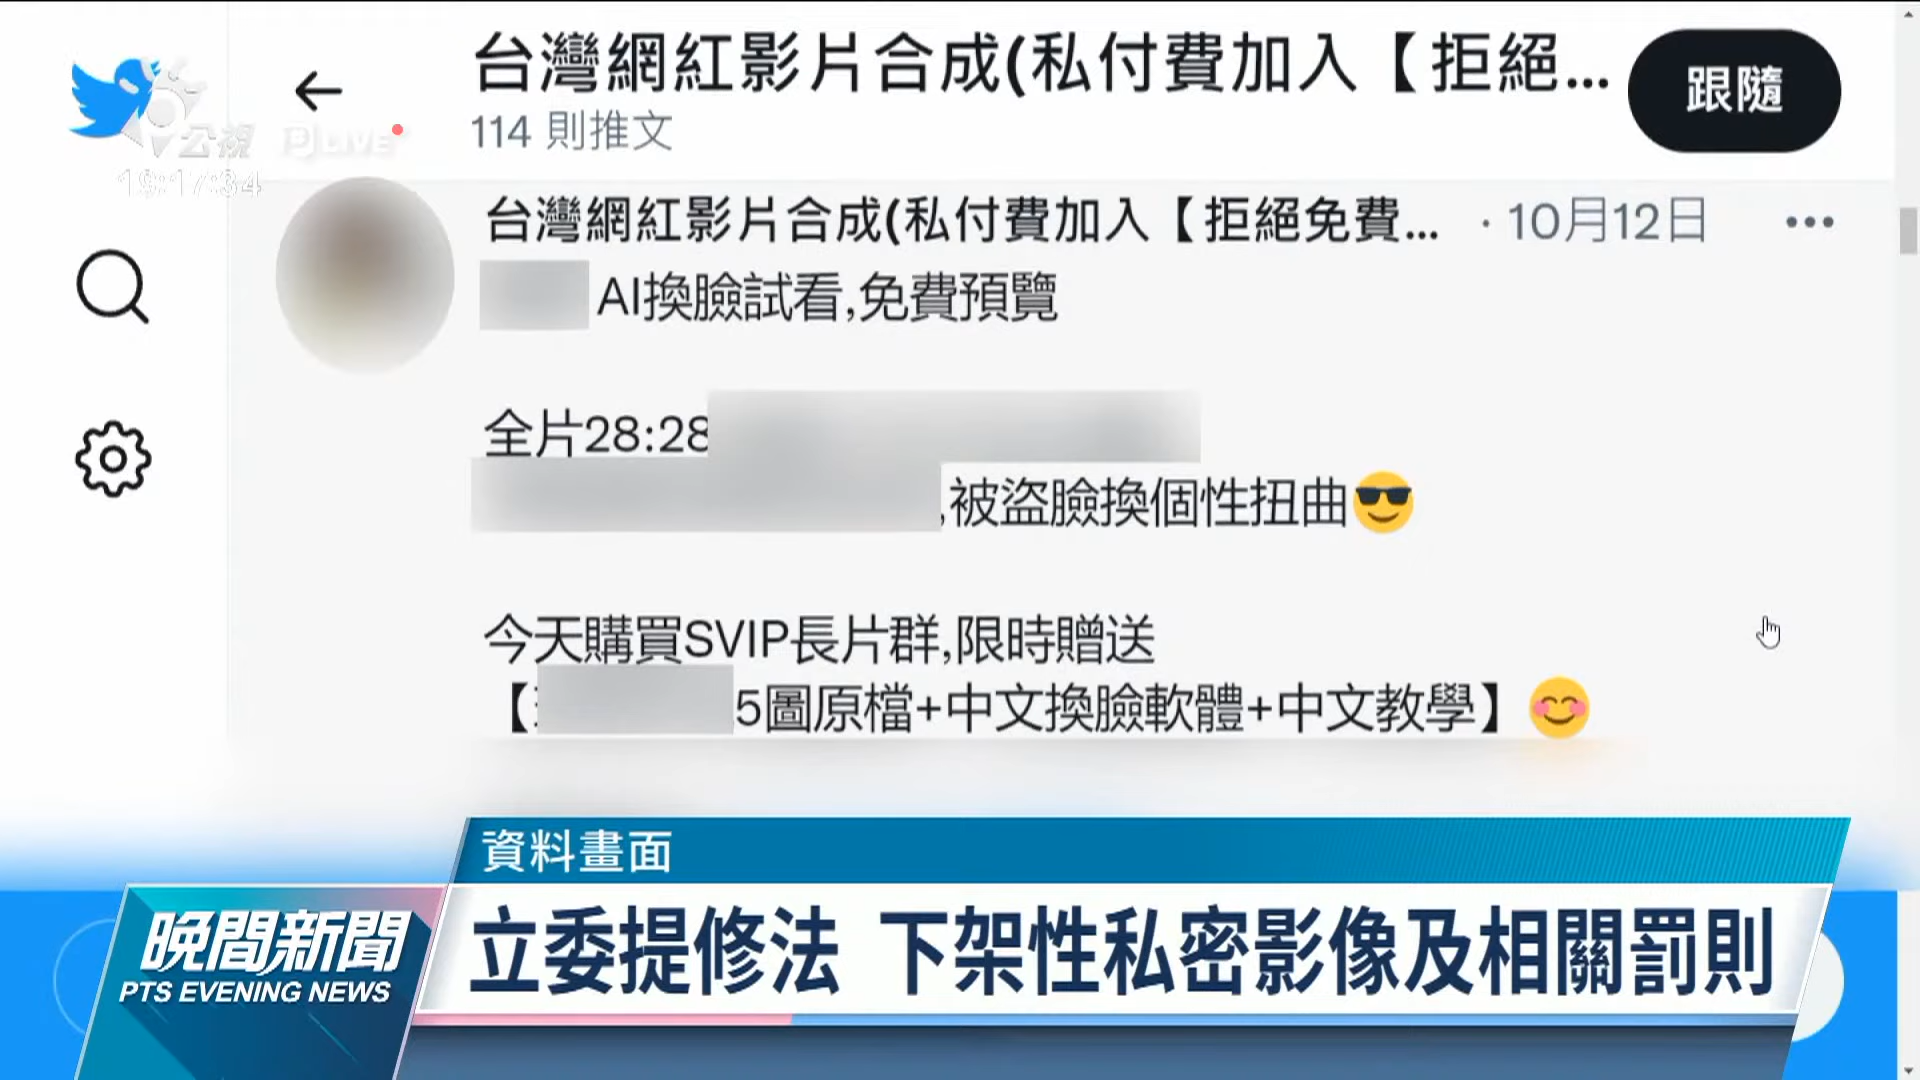 台灣網紅影片合成(私付費加入【拒絕...
114 則推文
跟隨
公視
LIVE
19:17:34
台灣網紅影片合成(私付費加入【拒絕免費... · 10月12日
AI換臉試看,免費預覽
全片28:28
,被盜臉換個性扭曲😎
今天購買SVIP長片群,限時贈送
【 5圖原檔+中文換臉軟體+中文教學】😊
資料畫面
晚間新聞
PTS EVENING NEWS
立委提修法 下架性私密影像及相關罰則